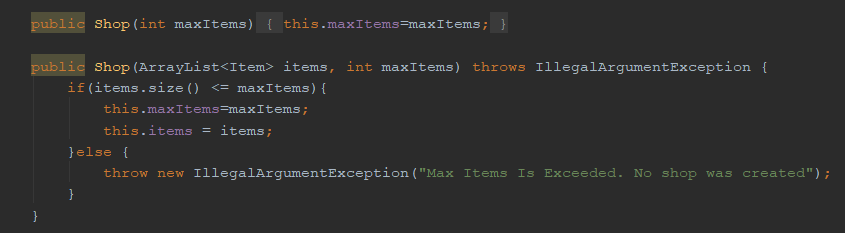 public Shop(int maxItems) { this.maxItems=maxItems; }
public Shop(ArrayList<Item> items, int maxItems) throws IllegalArgumentException {
if(items.size() <= maxItems){
this.maxItems=maxItems;
this.items = items;
}else {
throw new IllegalArgumentException("Max Items Is Exceeded. No shop was created");
}
}